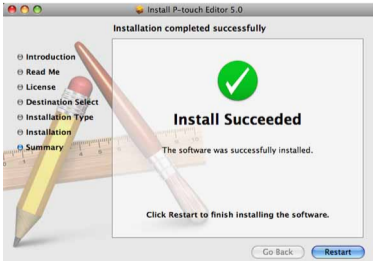 Install P-touch Editor 5.0
Installation completed successfully
Introduction
Read Me
License
Destination Select
Installation Type
Installation
Summary
Install Succeeded
The software was successfully installed.
Click Restart to finish installing the software.
Go Back
Restart